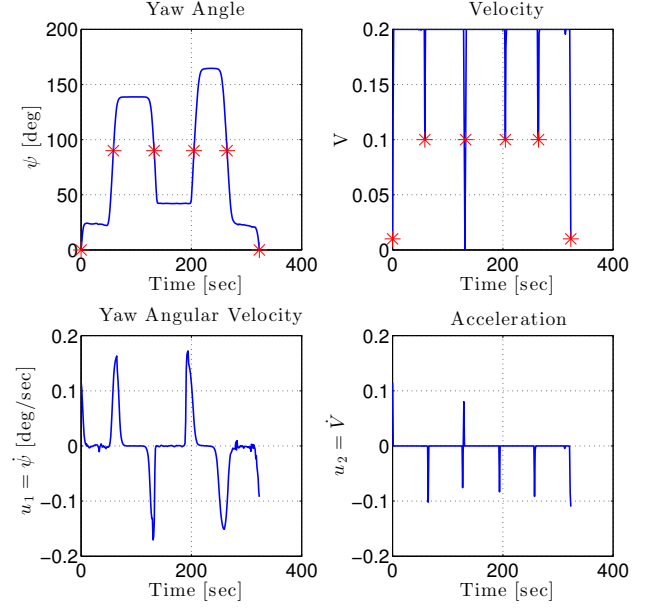 Yaw Angle
Velocity
200
150
100
50
0
ψ [deg]
0 200 400
Time [sec]
0.2
0.15
0.1
0.05
0
V
0 200 400
Time [sec]
Yaw Angular Velocity
Acceleration
0.2
0.1
0
−0.1
−0.2
u₁ = ψ̇ [deg/sec]
0 200 400
Time [sec]
0.2
0.1
0
−0.1
−0.2
u₂ = V̇
0 200 400
Time [sec]